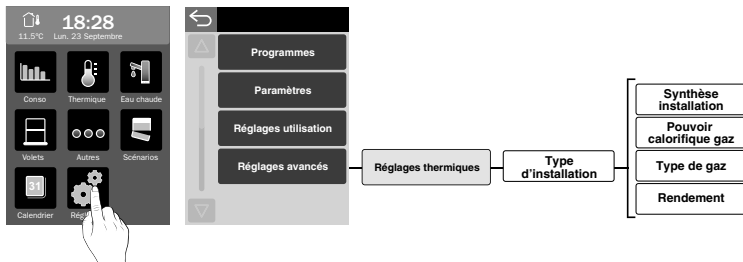 18:28
11.5°C Lun. 23 Septembre
Conso Thermique Eau chaude
Volets Autres Scénarios
31
Calendrier
Programmes
Paramètres
Réglages utilisation
Réglages avancés
Réglages thermiques
Type
d'installation
Synthèse
installation
Pouvoir
calorifique gaz
Type de gaz
Rendement